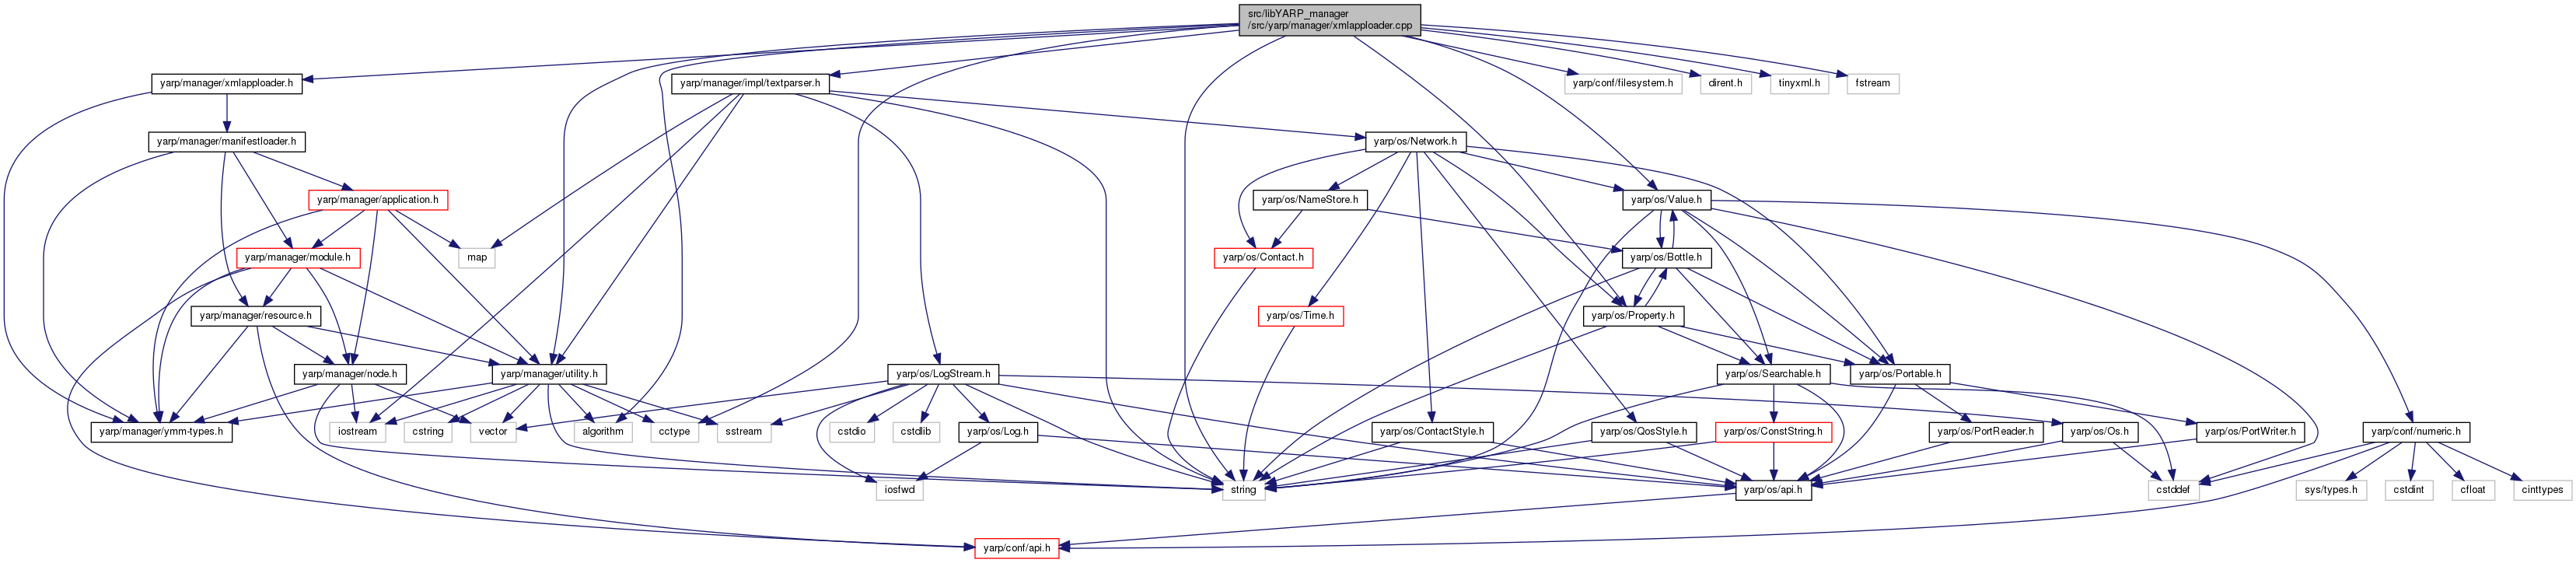 src/libYARP_manager
/src/yarp/manager/xmlapploader.cpp
yarp/manager/xmlapploader.h
yarp/manager/impl/textparser.h
yarp/conf/filesystem.h
dirent.h
tinyxml.h
fstream
yarp/manager/manifestloader.h
yarp/os/Network.h
yarp/manager/application.h
yarp/os/NameStore.h
yarp/os/Value.h
yarp/manager/module.h
map
yarp/os/Contact.h
yarp/os/Bottle.h
yarp/manager/resource.h
yarp/os/Time.h
yarp/os/Property.h
yarp/manager/node.h
yarp/manager/utility.h
yarp/os/LogStream.h
yarp/os/Searchable.h
yarp/os/Portable.h
yarp/manager/ymm-types.h
iostream
cstring
vector
algorithm
cctype
sstream
cstdio
cstdlib
yarp/os/Log.h
yarp/os/ContactStyle.h
yarp/os/QosStyle.h
yarp/os/ConstString.h
yarp/os/PortReader.h
yarp/os/Os.h
yarp/os/PortWriter.h
yarp/conf/numeric.h
iosfwd
string
yarp/os/api.h
cstddef
sys/types.h
cstdint
cfloat
cinttypes
yarp/conf/api.h